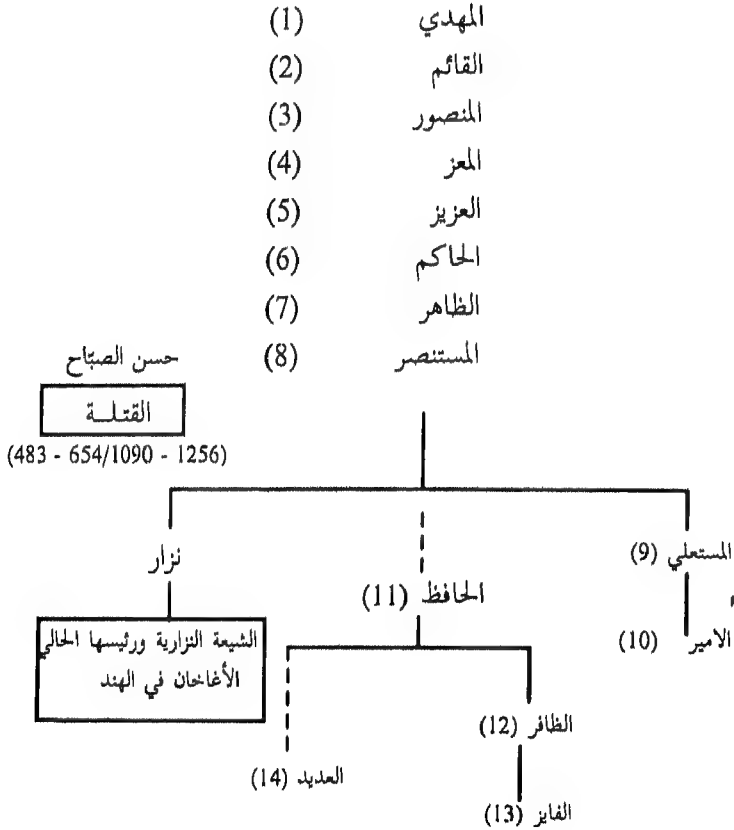 المهدي (1)
القائم (2)
المنصور (3)
المعز (4)
العزيز (5)
الحاكم (6)
الظاهر (7)
المستنصر (8)
حسن الصبّاح
القتلــة
(483 - 654/1090 - 1256)
المستعلي (9)
نزار
الحافظ (11)
الامير (10)
الشيعة النزارية ورئيسها الحالي
الأغاخان في الهند
الظافر (12)
العديد (14)
الفايز (13)